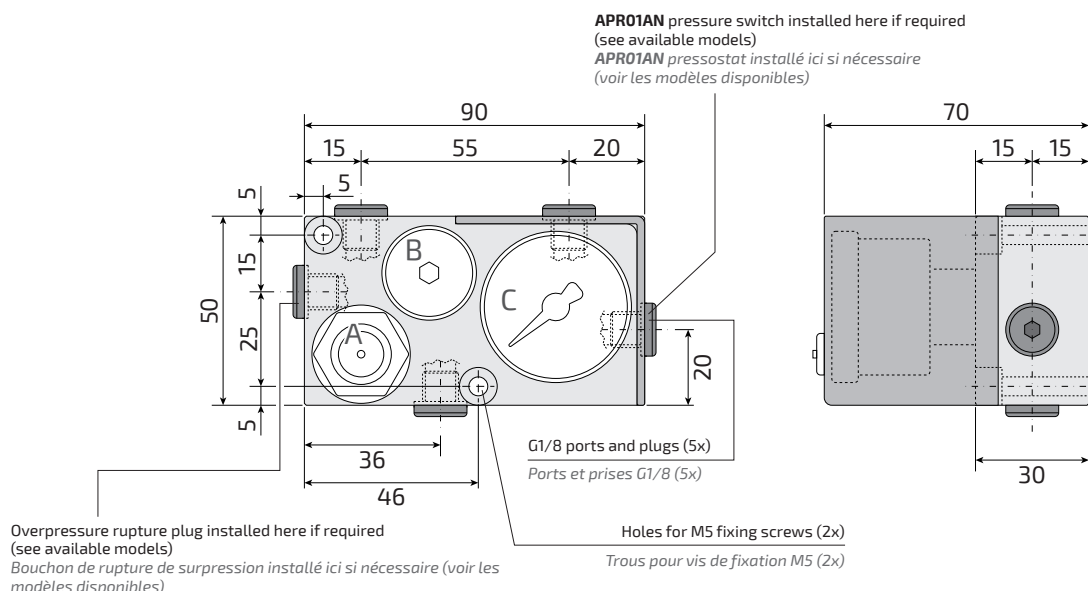 APR01AN pressure switch installed here if required
(see available models)
APR01AN pressostat installé ici si nécessaire
(voir les modèles disponibles)
90
70
15
55
20
15
15
5
5
15
50
25
5
B
C
A
20
36
46
30
G1/8 ports and plugs (5x)
Ports et prises G1/8 (5x)
Overpressure rupture plug installed here if required
(see available models)
Bouchon de rupture de surpression installé ici si nécessaire (voir les
modèles disponibles)
Holes for M5 fixing screws (2x)
Trous pour vis de fixation M5 (2x)